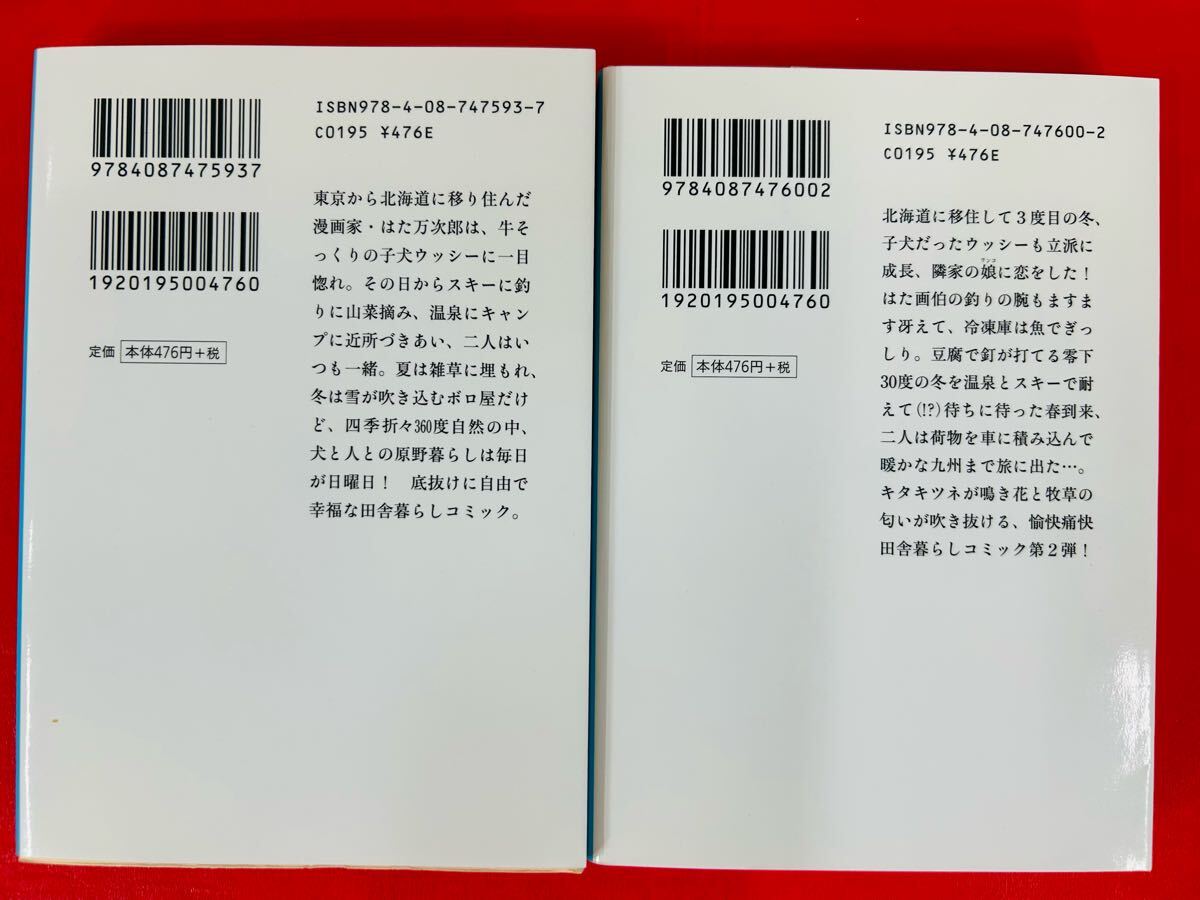 ISBN978-4-08-747593-7
C0195 ¥476E
9784087475937
1920195004760
定価 本体476円+税
東京から北海道に移り住んだ
漫画家・はた万次郎は、牛そ
っくりの子犬ウッシーに一目
惚れ。その日からスキーに釣
りに山菜摘み、温泉にキャン
プに近所づきあい、二人はい
つも一緒。夏は雑草に埋もれ、
冬は雪が吹き込むボロ屋だけ
ど、四季折々360度自然の中、
犬と人との原野暮らしは毎日
が日曜日！　底抜けに自由で
幸福な田舎暮らしコミック。
ISBN978-4-08-747600-2
C0195 ¥476E
9784087476002
1920195004760
定価 本体476円+税
北海道に移住して３度目の冬、
子犬だったウッシーも立派に
サンコ
成長、隣家の娘に恋をした！
はた画伯の釣りの腕もますま
す冴えて、冷凍庫は魚でぎっ
しり。豆腐で釘が打てる零下
30度の冬を温泉とスキーで耐
えて(!?)待ちに待った春到来、
二人は荷物を車に積み込んで
暖かな九州まで旅に出た…。
キタキツネが鳴き花と牧草の
匂いが吹き抜ける、愉快痛快
田舎暮らしコミック第２弾！